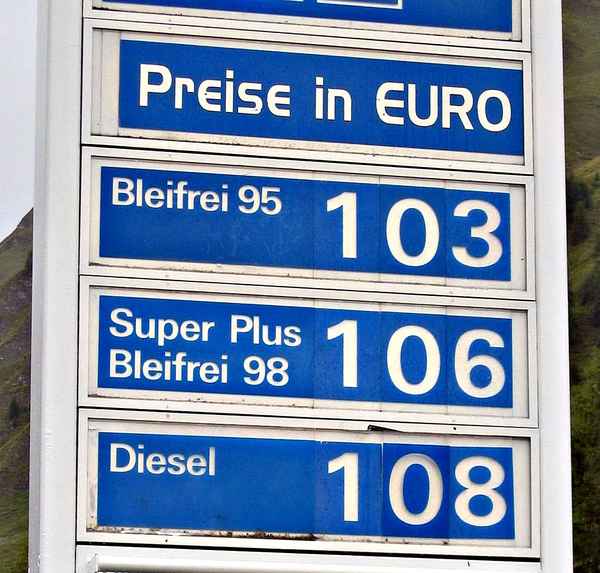 Preise in EURO
Bleifrei 95 103
Super Plus
Bleifrei 98 106
Diesel 108